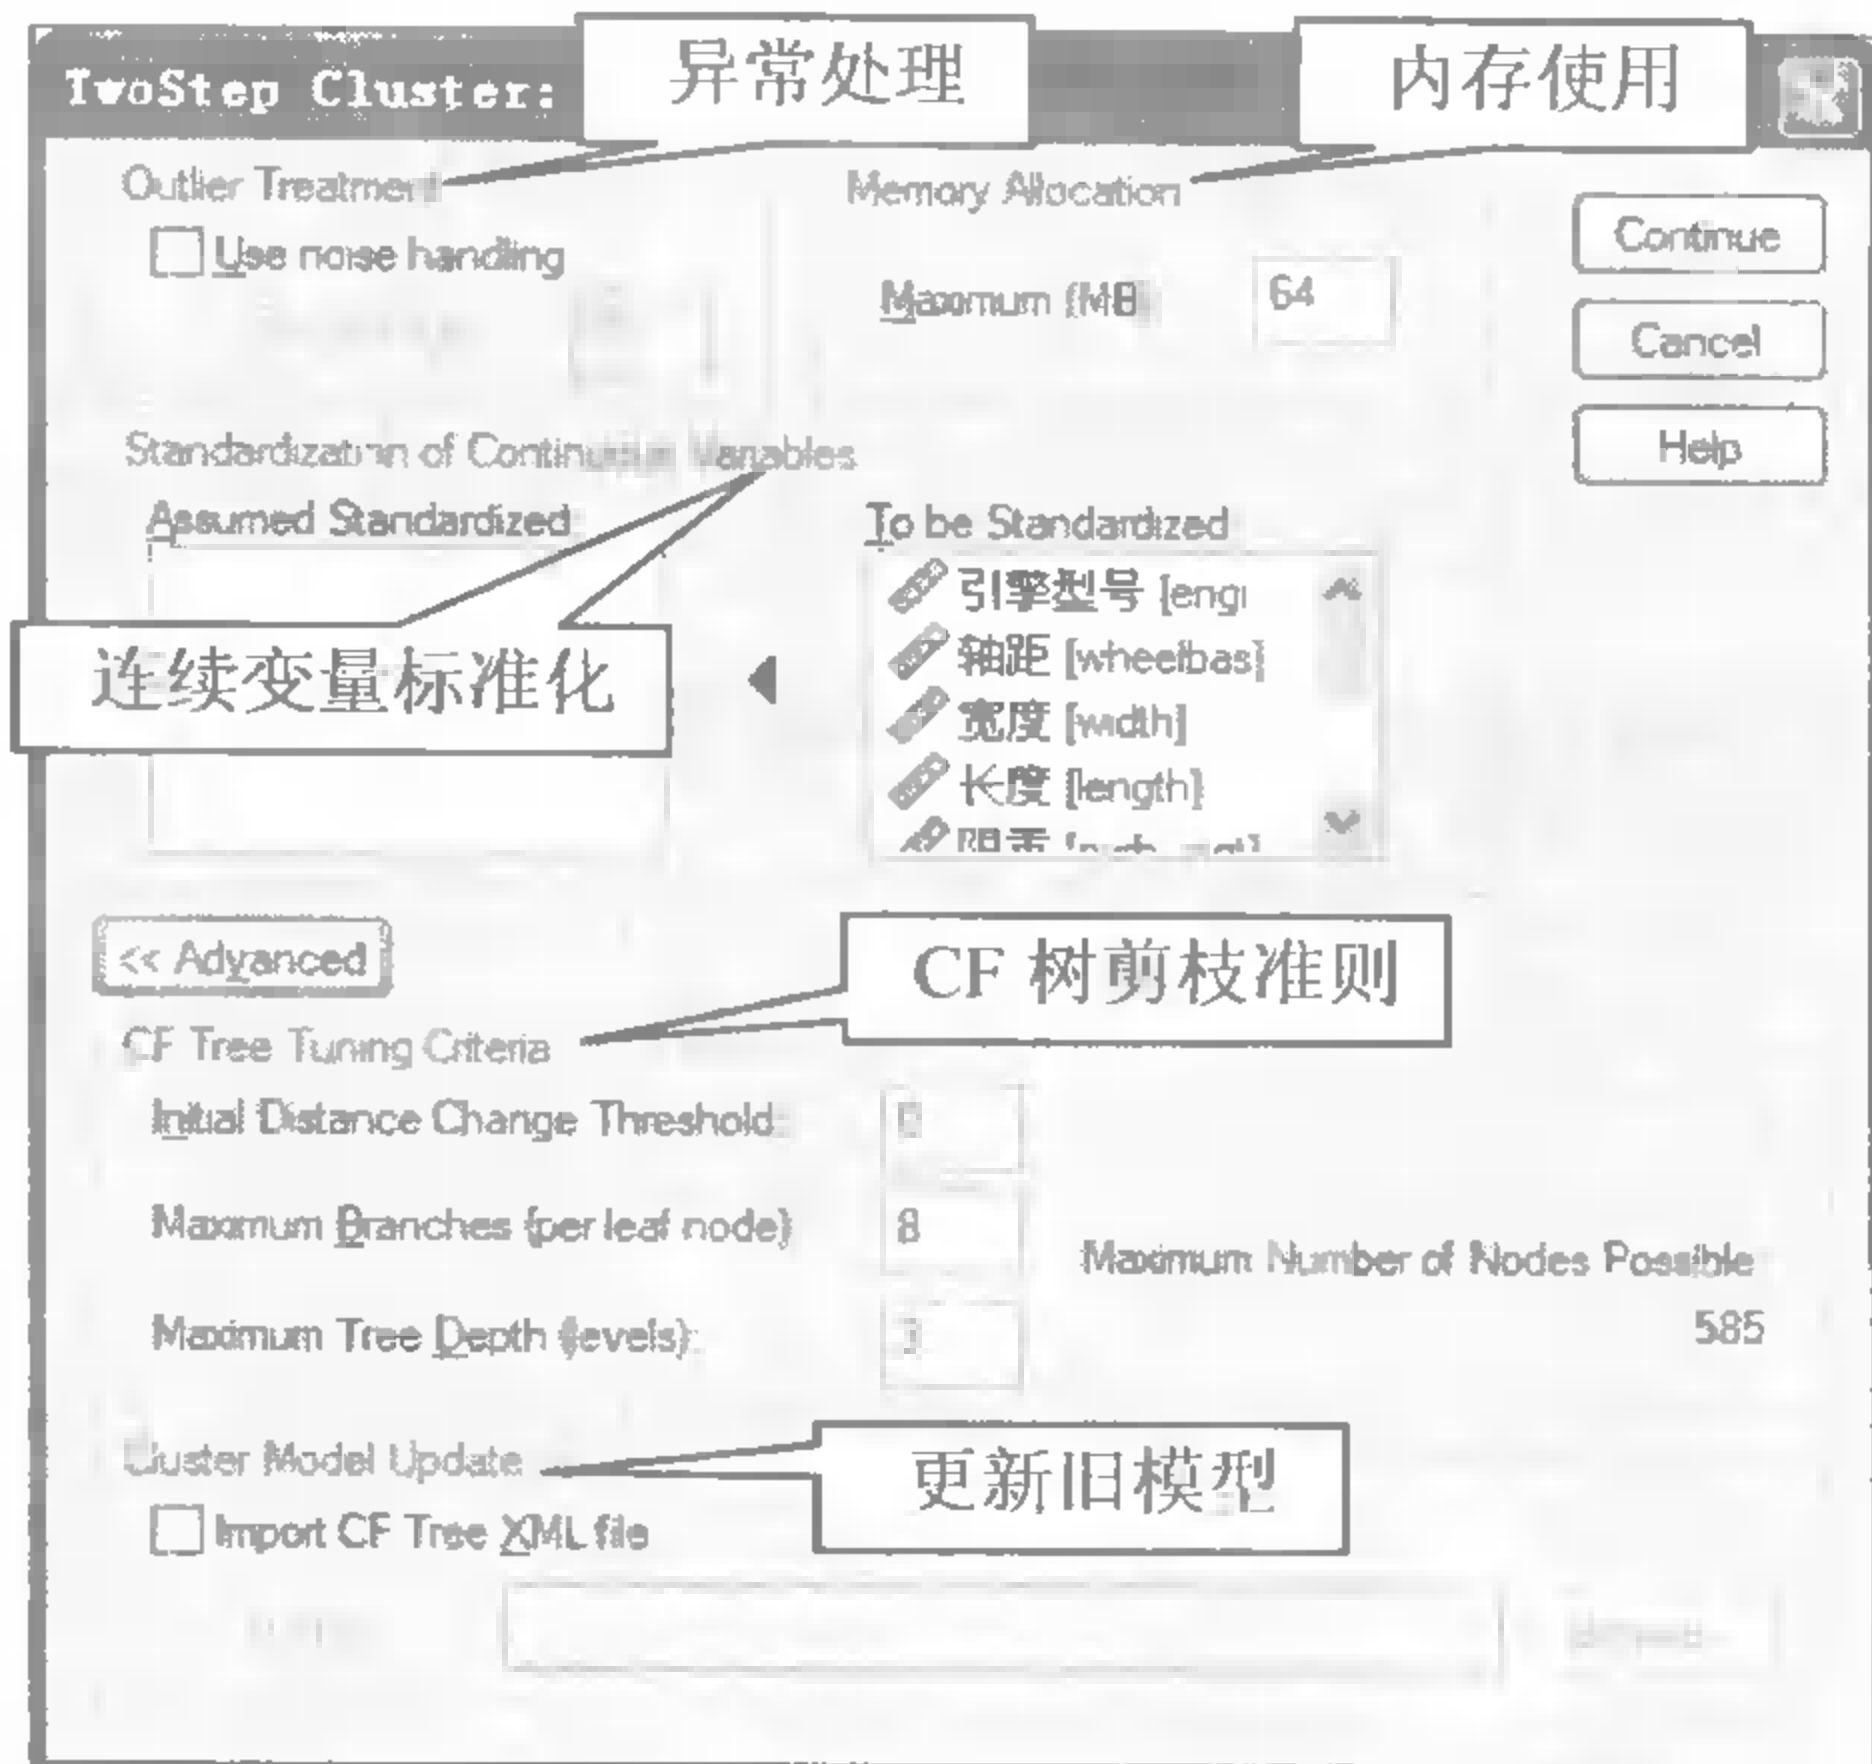 TwoStep Cluster:
异常处理
内存使用
Outlier Treatment
Memory Allocation
Use noise handling
Continue
Maximum (MB
64
Cancel
Standardization of Continuous Variables
Help
Assumed Standardized:
To be Standardized
引擎型号 [engi
轴距 [wheelbas]
连续变量标准化
宽度 [width]
长度 [length]
<< Advanced
CF 树剪枝准则
CF Tree Tuning Criteria
Initial Distance Change Threshold:
0
Maximum Branches (per leaf node)
8
Maximum Number of Nodes Possible
585
Maximum Tree Depth (levels):
3
Cluster Model Update
更新旧模型
Import CF Tree XML file